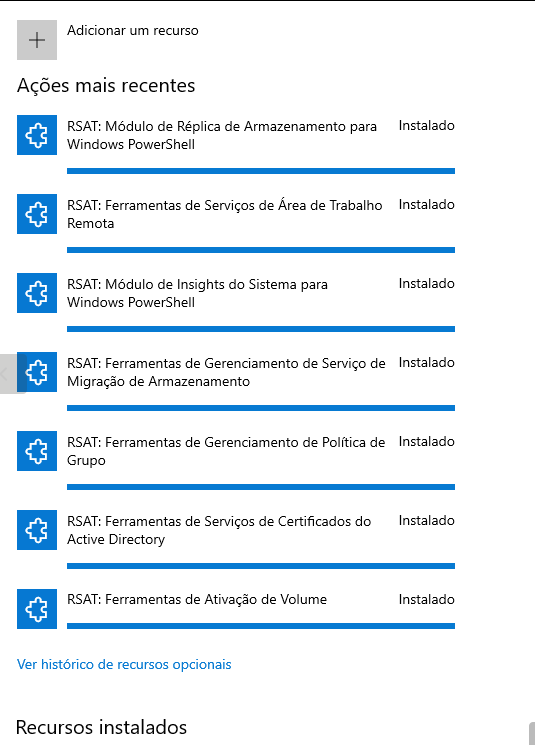 Adicionar um recurso
Ações mais recentes
RSAT: Módulo de Réplica de Armazenamento para
Windows PowerShell
Instalado
RSAT: Ferramentas de Serviços de Área de Trabalho
Remota
Instalado
RSAT: Módulo de Insights do Sistema para
Windows PowerShell
Instalado
RSAT: Ferramentas de Gerenciamento de Serviço de
Migração de Armazenamento
Instalado
RSAT: Ferramentas de Gerenciamento de Política de
Grupo
Instalado
RSAT: Ferramentas de Serviços de Certificados do
Active Directory
Instalado
RSAT: Ferramentas de Ativação de Volume
Instalado
Ver histórico de recursos opcionais
Recursos instalados